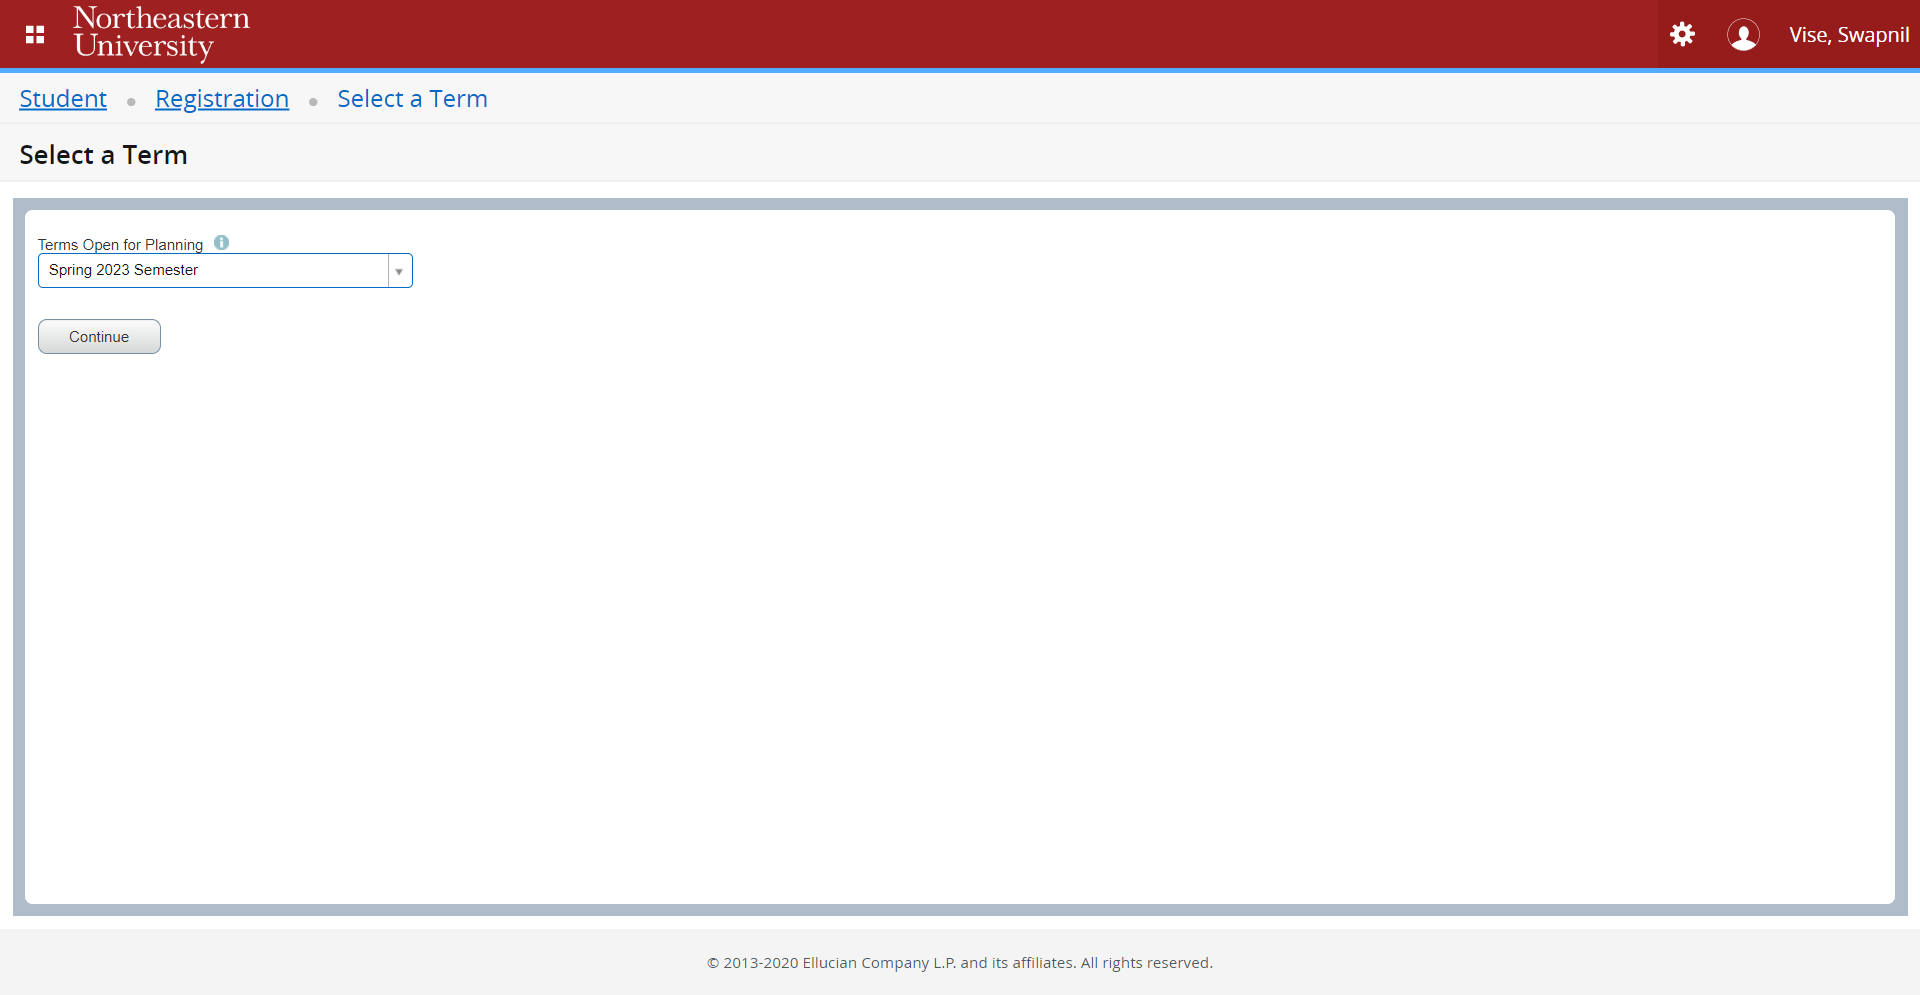 Northeastern
University
Vise, Swapnil
Student
Registration
Select a Term
Select a Term
Terms Open for Planning
Spring 2023 Semester
Continue
© 2013-2020 Ellucian Company L.P. and its affiliates. All rights reserved.